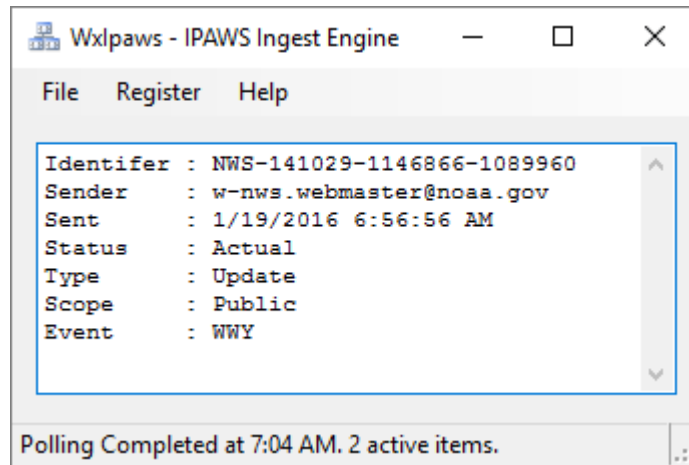 WxIpaws - IPAWS Ingest Engine
File Register Help
Identifer : NWS-141029-1146866-1089960
Sender : w-nws.webmaster@noaa.gov
Sent : 1/19/2016 6:56:56 AM
Status : Actual
Type : Update
Scope : Public
Event : WWY
Polling Completed at 7:04 AM. 2 active items.